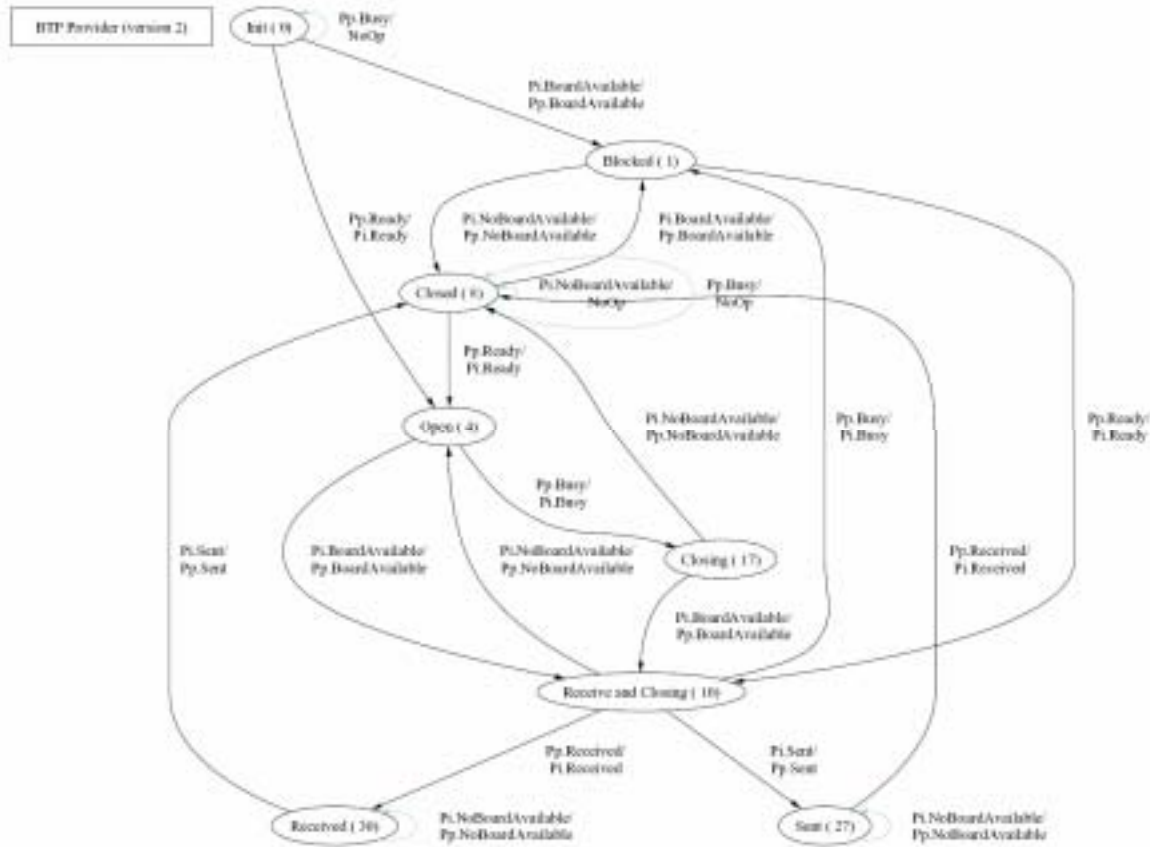 BTP Provider (version 2)
Init ( 0)
Pp.Busy/
NoOp
Pi.BoardAvailable/
Pp.BoardAvailable
Blocked ( 1)
Pp.Ready/
Pi.Ready
Pi.NoBoardAvailable/
Pp.NoBoardAvailable
Pi.BoardAvailable/
Pp.BoardAvailable
Closed
Pi.NoBoardAvailable/
NoOp
Pp.Busy/
NoOp
Pp.Ready/
Pi.Ready
Open ( 4)
Pi.NoBoardAvailable/
Pp.NoBoardAvailable
Pp.Busy/
Pi.Busy
Pp.Ready/
Pi.Ready
Pp.Busy/
Pi.Busy
Pi.Sent/
Pp.Sent
Pi.BoardAvailable/
Pp.BoardAvailable
Pi.NoBoardAvailable/
Pp.NoBoardAvailable
Closing ( 17)
Pp.Received/
Pi.Received
Pi.BoardAvailable/
Pp.BoardAvailable
Receive and Closing
Pp.Received/
Pi.Received
Pi.Sent/
Pp.Sent
Received ( 30)
Pi.NoBoardAvailable/
Pp.NoBoardAvailable
Sent ( 27)
Pi.NoBoardAvailable/
Pp.NoBoardAvailable